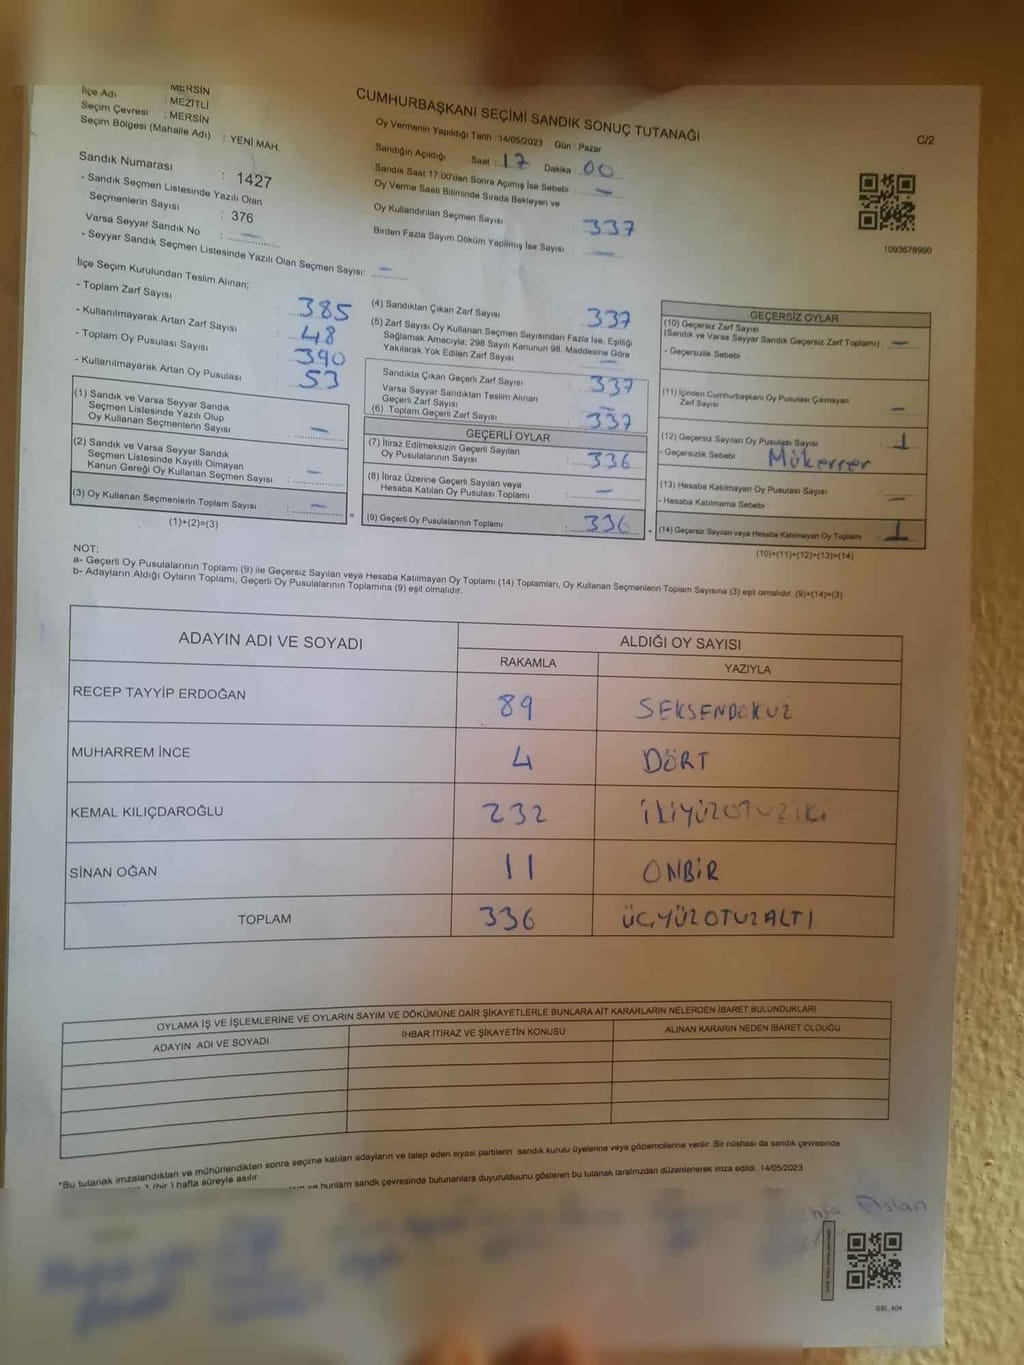 MERSİN
İlçe Adı : MEZİTLİ
Seçim Çevresi : MERSİN
Seçim Bölgesi (Mahalle Adı) : YENİ MAH.
CUMHURBAŞKANI SEÇİMİ SANDIK SONUÇ TUTANAĞI
C/2
Oy Vermenin Yapıldığı Tarih : 14/05/2023 Gün : Pazar
Sandığın Açıldığı Saat : 17 Dakika : 00
Sandık Saat 17:00'dan Sonra Açımış İse Sebebi : —
Oy Verme Saati Bitiminde Sırada Bekleyen ve
Oy Kullandırılan Seçmen Sayısı 337
Birden Fazla Sayım Döküm Yapılmış İse Sayısı : —
1093678990
Sandık Numarası : 1427
- Sandık Seçmen Listesinde Yazılı Olan
Seçmenlerin Sayısı : 376
Varsa Seyyar Sandık No : —
- Seyyar Sandık Seçmen Listesinde Yazılı Olan Seçmen Sayısı: —
İlçe Seçim Kurulundan Teslim Alınan;
- Toplam Zarf Sayısı : 385
- Kullanılmayarak Artan Zarf Sayısı : 48
- Toplam Oy Pusulası Sayısı : 390
- Kullanılmayarak Artan Oy Pusulası : 53
(1) Sandık ve Varsa Seyyar Sandık
Seçmen Listesinde Yazılı Olup
Oy Kullanan Seçmenlerin Sayısı : —
(2) Sandık ve Varsa Seyyar Sandık
Seçmen Listesinde Kayıtlı Olmayan
Kanun Gereği Oy Kullanan Seçmen Sayısı : —
(3) Oy Kullanan Seçmenlerin Toplam Sayısı : —
(1)+(2)=(3)
=
(4) Sandıktan Çıkan Zarf Sayısı : 337
(5) Zarf Sayısı Oy Kullanan Seçmen Sayısından Fazla İse, Eşitliği
Sağlamak Amacıyla; 298 Sayılı Kanunun 98. Maddesine Göre
Yakılarak Yok Edilen Zarf Sayısı : —
Sandıkta Çıkan Geçerli Zarf Sayısı : 337
Varsa Seyyar Sandıktan Teslim Alınan
Geçerli Zarf Sayısı : —
(6) Toplam Geçerli Zarf Sayısı : 337
GEÇERLİ OYLAR
(7) İtiraz Edilmeksizin Geçerli Sayılan
Oy Pusulalarının Sayısı : 336
(8) İtiraz Üzerine Geçerli Sayılan veya
Hesaba Katılan Oy Pusulası Toplamı : —
(9) Geçerli Oy Pusulalarının Toplamı : 336
+
GEÇERSİZ OYLAR
(10) Geçersiz Zarf Sayısı
(Sandık ve Varsa Seyyar Sandık Geçersiz Zarf Toplamı) : —
- Geçersizlik Sebebi
(11) İçinden Cumhurbaşkanı Oy Pusulası Çıkmayan
Zarf Sayısı : —
(12) Geçersiz Sayılan Oy Pusulası Sayısı : 1
- Geçersizlik Sebebi : Mükerrer
(13) Hesaba Katılmayan Oy Pusulası Sayısı : —
- Hesaba Katılmama Sebebi :
(14) Geçersiz Sayılan veya Hesaba Katılmayan Oy Toplamı : 1
(10)+(11)+(12)+(13)=(14)
NOT:
a- Geçerli Oy Pusulalarının Toplamı (9) ile Geçersiz Sayılan veya Hesaba Katılmayan Oy Toplamı (14) Toplamları, Oy Kullanan Seçmenlerin Toplam Sayısına (3) eşit olmalıdır. (9)+(14)=(3)
b- Adayların Aldığı Oyların Toplamı, Geçerli Oy Pusulalarının Toplamına (9) eşit olmalıdır.
ADAYIN ADI VE SOYADI ALDIĞI OY SAYISI
RAKAMLA YAZIYLA
RECEP TAYYİP ERDOĞAN 89 SEKSENDOKUZ
MUHARREM İNCE 4 DÖRT
KEMAL KILIÇDAROĞLU 232 İKİYÜZOTUZİKİ
SİNAN OĞAN 11 ONBİR
TOPLAM 336 ÜÇYÜZOTUZALTI
OYLAMA İŞ VE İŞLEMLERİNE VE OYLARIN SAYIM VE DÖKÜMÜNE DAİR ŞİKAYETLERLE BUNLARA AİT KARARLARIN NELERDEN İBARET BULUNDUKLARI
ADAYIN ADI VE SOYADI İHBAR İTİRAZ VE ŞİKAYETİN KONUSU ALINAN KARARIN NEDEN İBARET OLDUĞU
*Bu tutanak imzalandıktan ve mühürlendikten sonra seçime katılan adayların ve talep eden siyasi partilerin sandık kurulu üyelerine veya gözlemcilerine verilir. Bir nüshası da sandık çevresinde
1 (bir) hafta süreyle asılır.
ve bunların sandk çevresinde bulunanlara duyurulduunu gösteren bu tutanak tarafmzdan düzenlenerek imza edildi. 14/05/2023
Aslan
SSİ_404